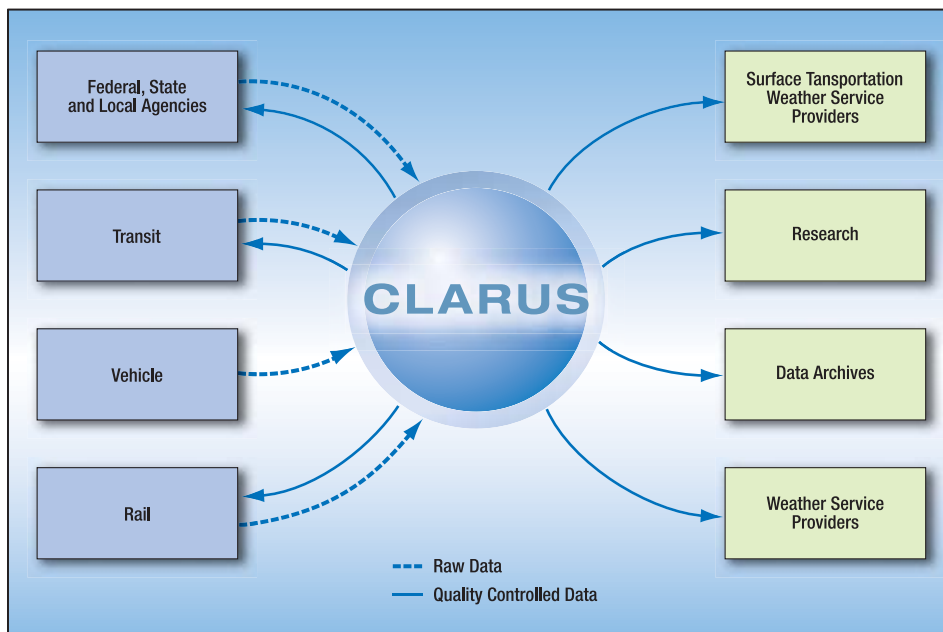 Federal, State
and Local Agencies
Transit
Vehicle
Rail
CLARUS
Surface Tansportation
Weather Service
Providers
Research
Data Archives
Weather Service
Providers
Raw Data
Quality Controlled Data